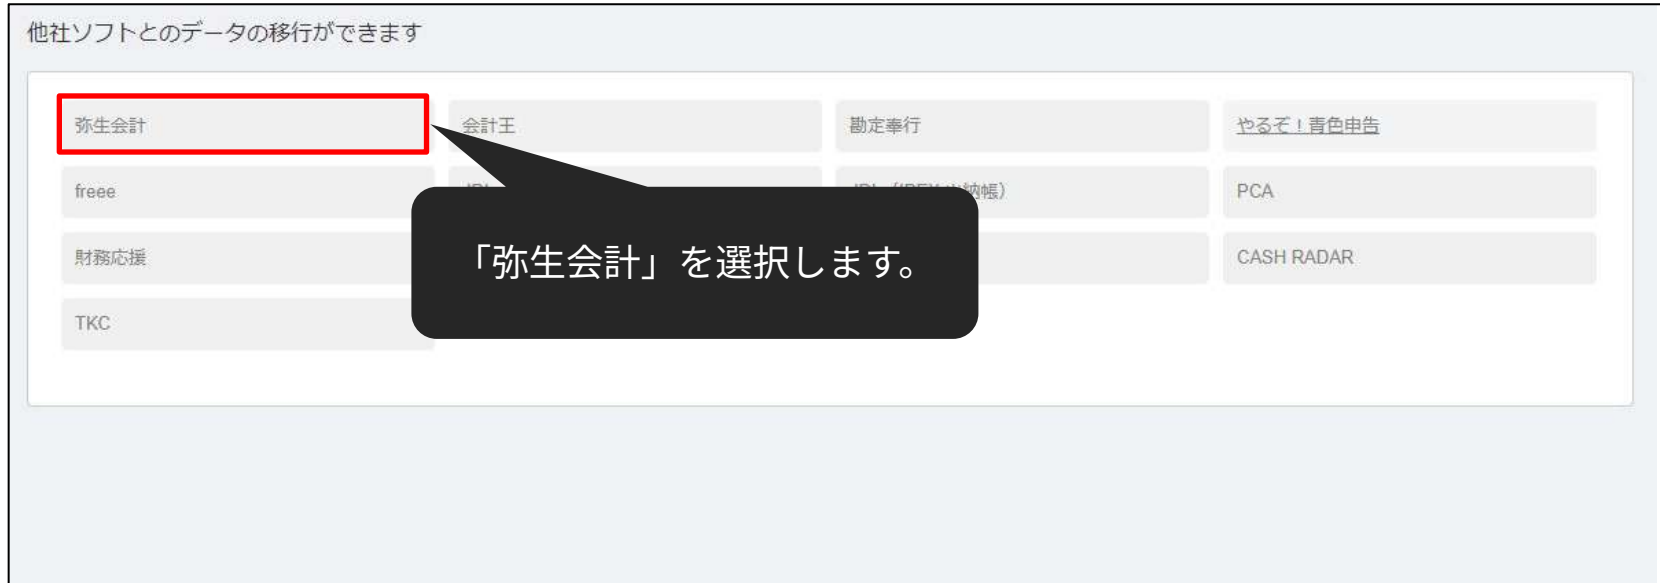 他社ソフトとのデータの移行ができます
弥生会計
会計王
勘定奉行
やるぞ！青色申告
freee
納帳）
PCA
財務応援
「弥生会計」を選択します。
CASH RADAR
TKC